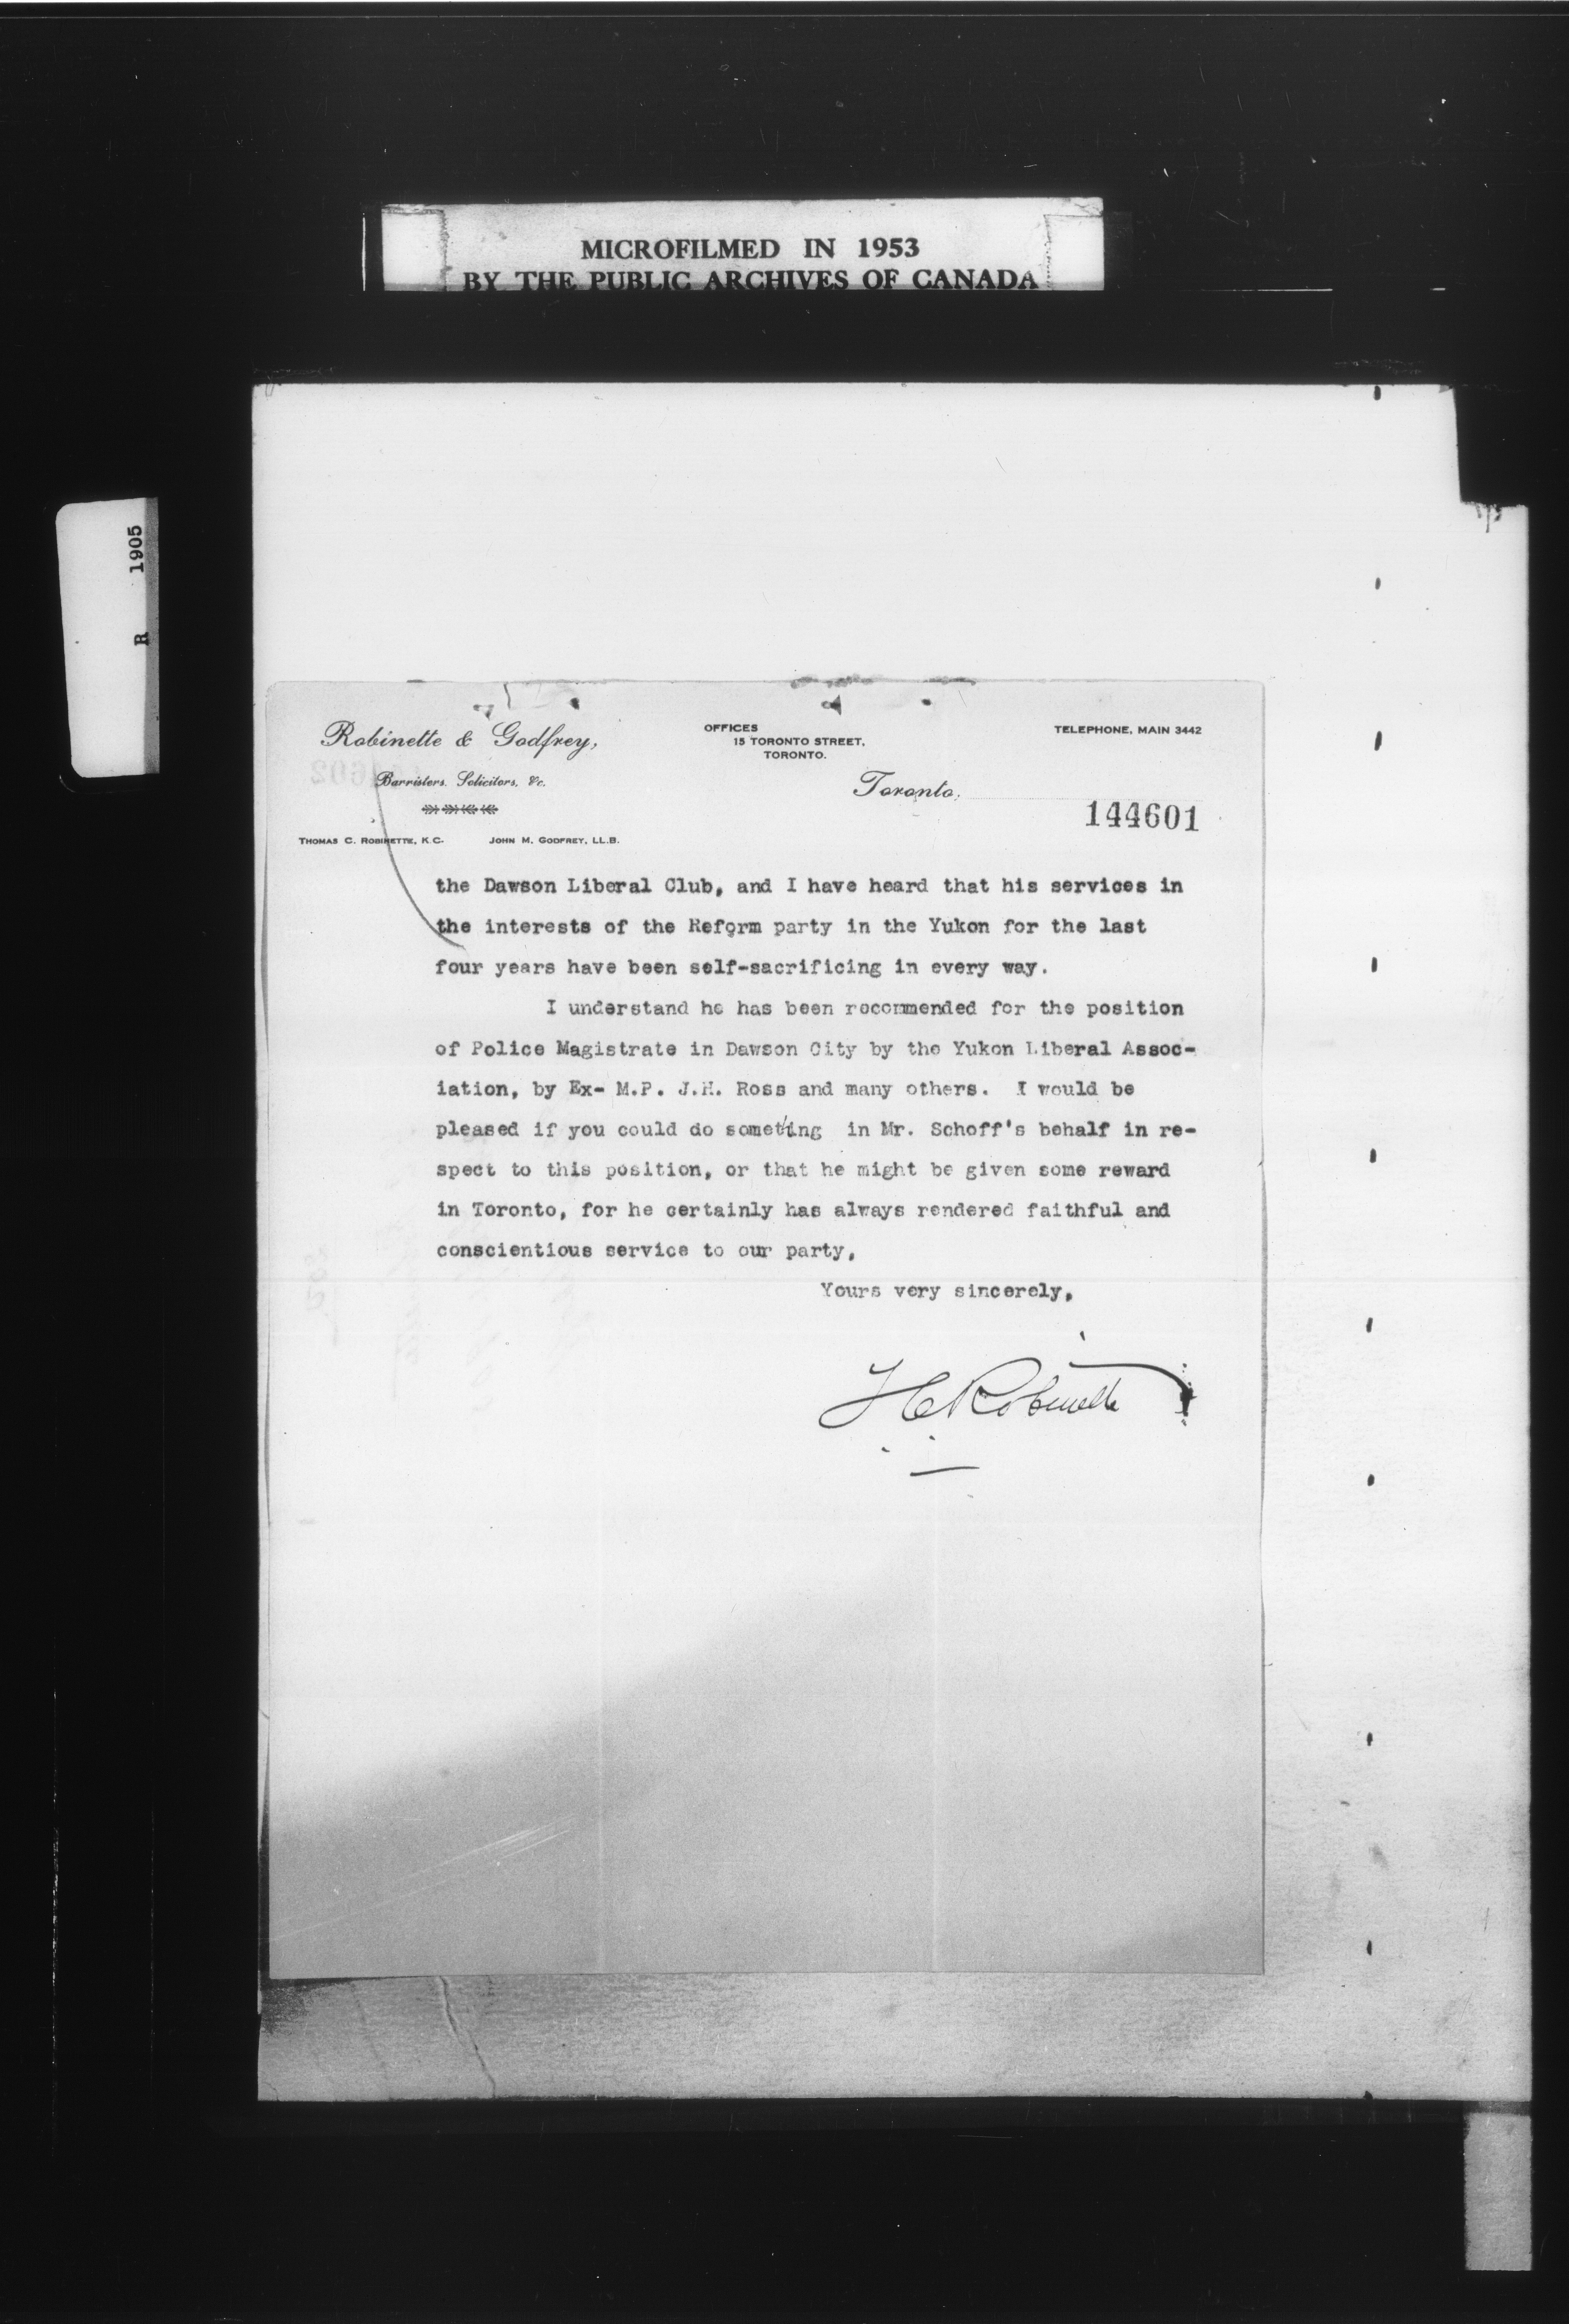 MICROFILMED IN 1953
BY THE PUBLIC ARCHIVES OF CANADA
R 1905
Robinette & Godfrey,
Barristers, Solicitors, &c.
THOMAS C. ROBINETTE, K.C. JOHN M. GODFREY, LL.B.
OFFICES
15 TORONTO STREET,
TORONTO.
TELEPHONE, MAIN 3442
Toronto,
144601
the Dawson Liberal Club, and I have heard that his services in
the interests of the Reform party in the Yukon for the last
four years have been self-sacrificing in every way.
I understand he has been recommended for the position
of Police Magistrate in Dawson City by the Yukon Liberal Assoc-
iation, by Ex- M.P. J.H. Ross and many others. I would be
pleased if you could do someting in Mr. Schoff's behalf in re-
spect to this position, or that he might be given some reward
in Toronto, for he certainly has always rendered faithful and
conscientious service to our party.
Yours very sincerely,
T C Robinette